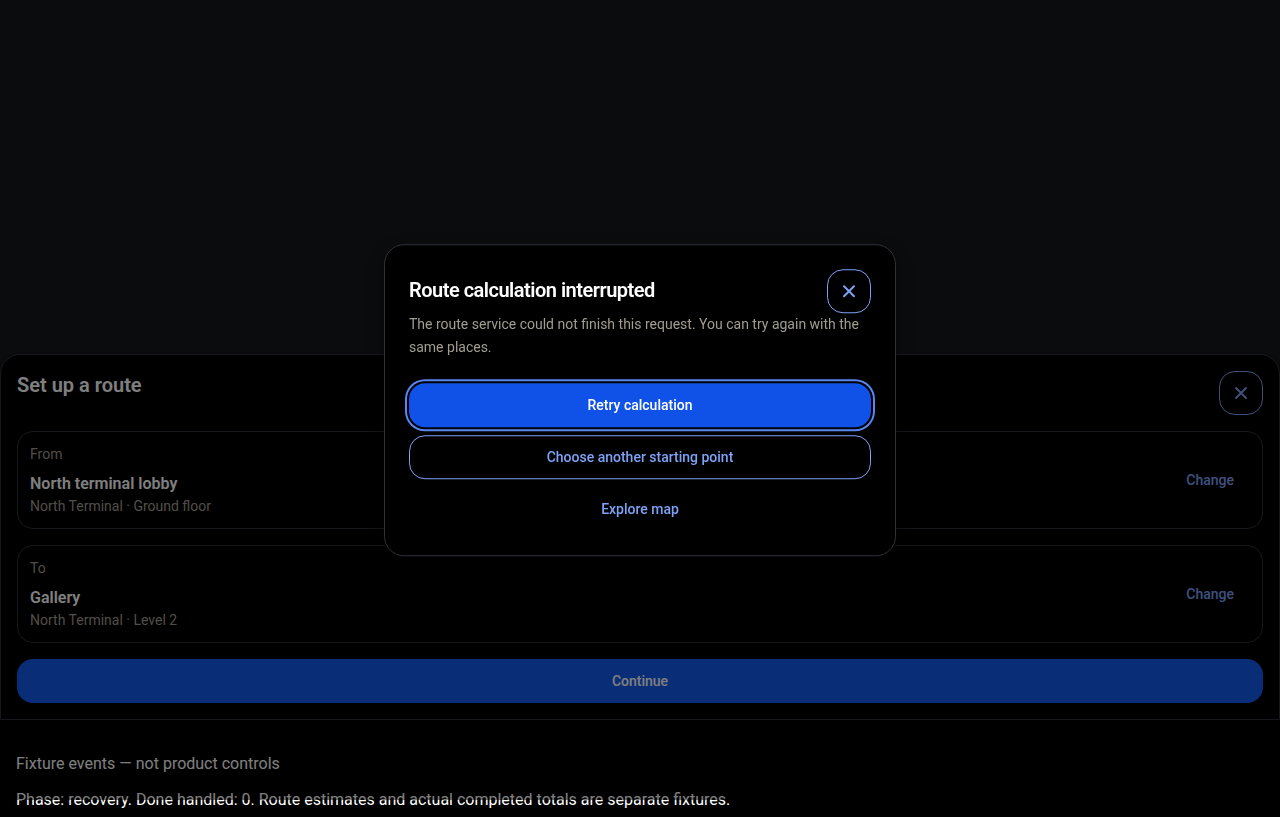 Route calculation interrupted
The route service could not finish this request. You can try again with the
same places.
Retry calculation
Choose another starting point
Explore map
Set up a route
From
North terminal lobby
North Terminal · Ground floor
Change
To
Gallery
North Terminal · Level 2
Change
Continue
Fixture events — not product controls
Phase: recovery. Done handled: 0. Route estimates and actual completed totals are separate fixtures.